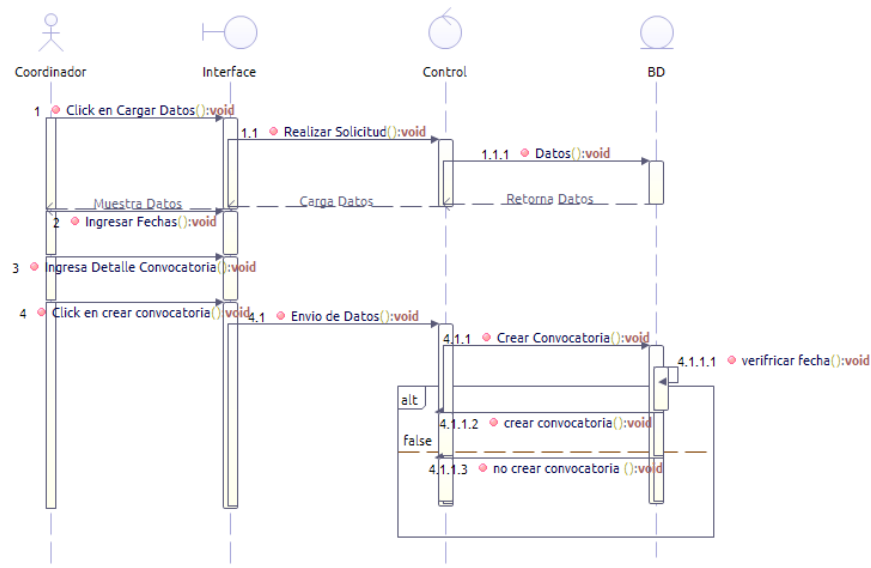 Coordinador
Interface
Control
BD
1 Click en Cargar Datos():void
1.1 Realizar Solicitud():void
1.1.1 Datos():void
Muestra Datos
Carga Datos
Retorna Datos
2 Ingresar Fechas():void
3 Ingresa Detalle Convocatoria():void
4 Click en crear convocatoria():void
4.1 Envio de Datos():void
4.1.1 Crear Convocatoria():void
4.1.1.1 verifricar fecha():void
alt
4.1.1.2 crear convocatoria():void
false
4.1.1.3 no crear convocatoria ():void